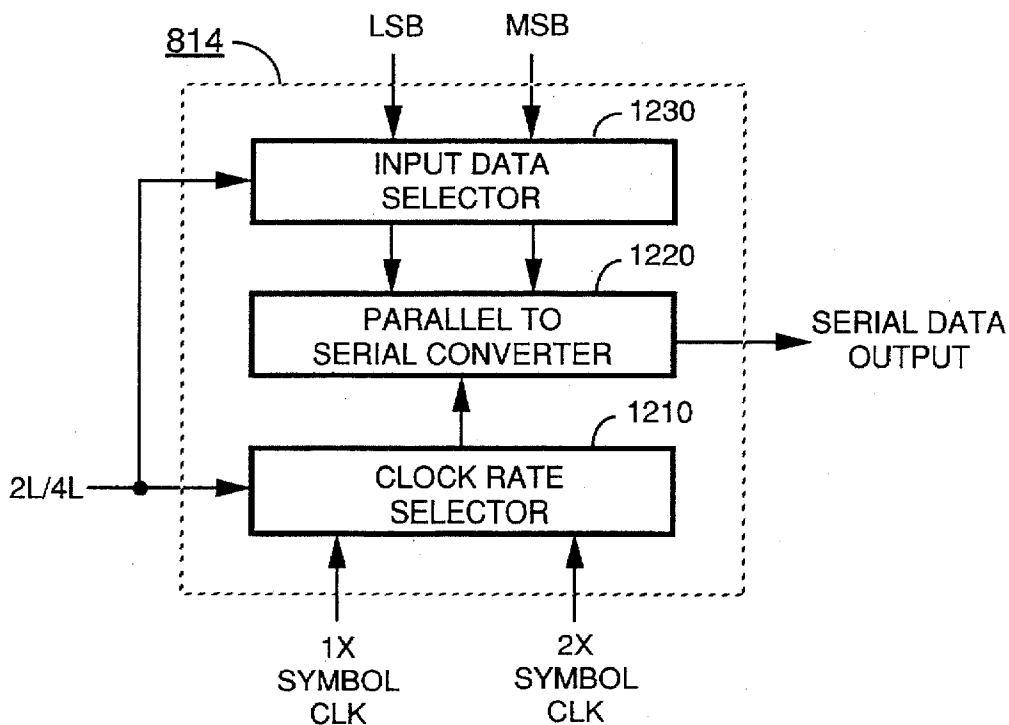 LSB MSB
814
1230
INPUT DATA
SELECTOR
1220
PARALLEL TO
SERIAL CONVERTER
SERIAL DATA
OUTPUT
1210
2L/4L
CLOCK RATE
SELECTOR
1X
SYMBOL
CLK
2X
SYMBOL
CLK